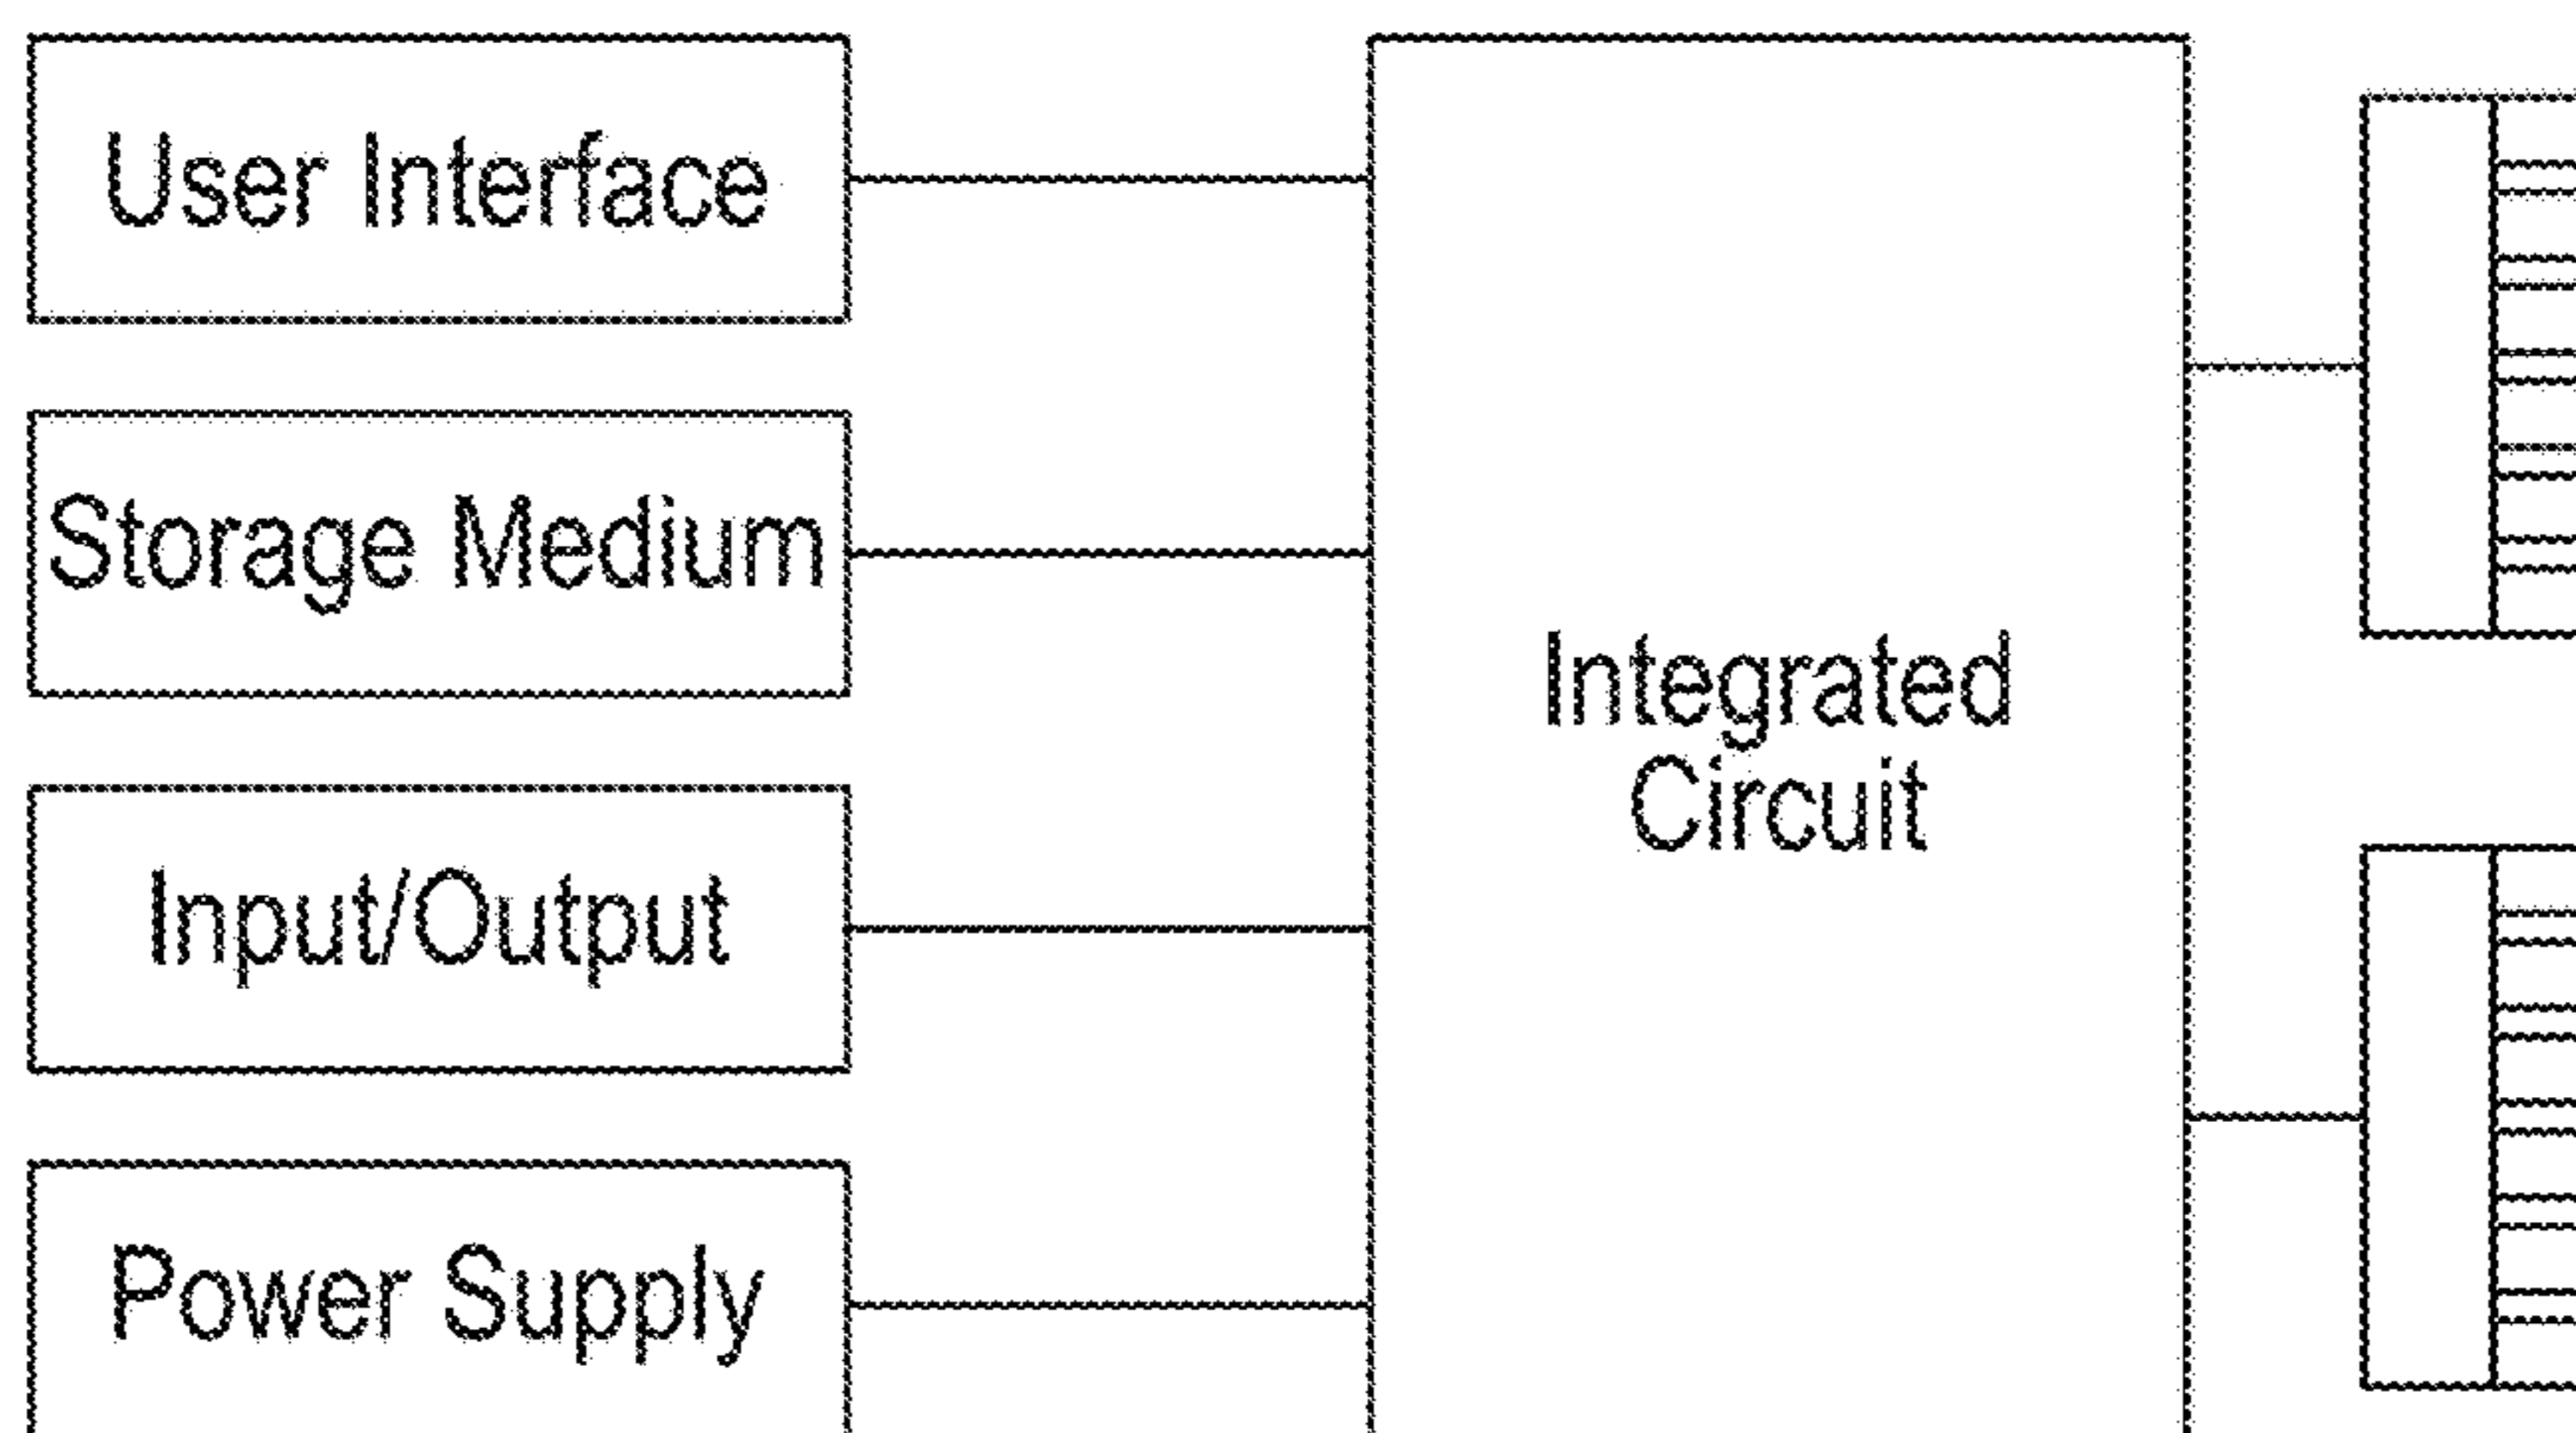 User Interface
Storage Medium
Input/Output
Power Supply
Integrated
Circuit